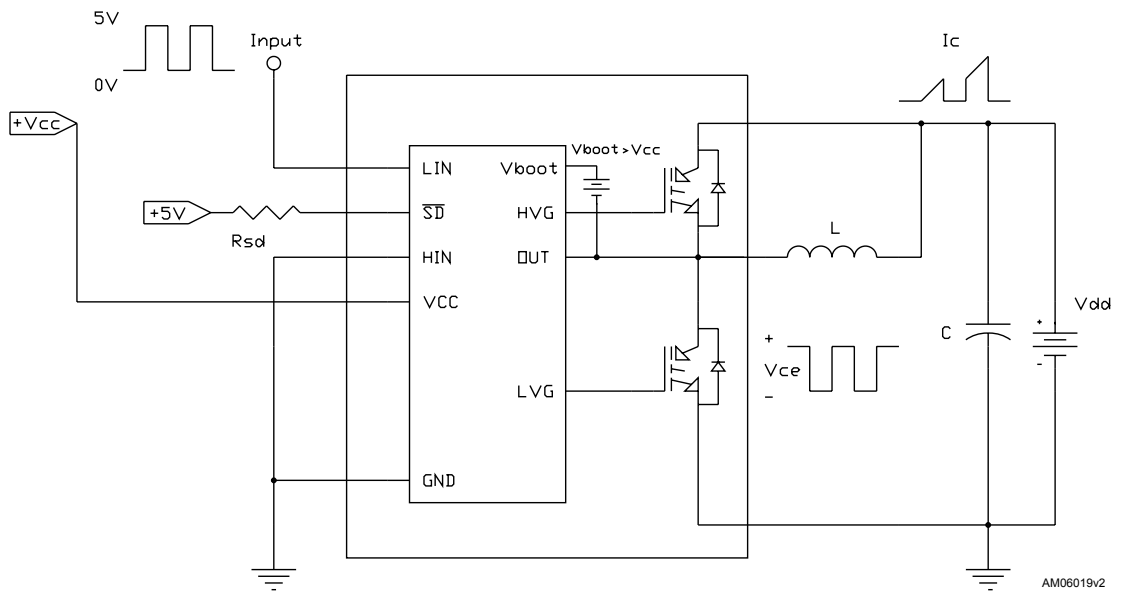 5V
Input
0V
Ic
+Vcc
Vboot>Vcc
LIN
Vboot
+5V
SD
HVG
Rsd
L
HIN
OUT
VCC
Vdd
+
C
+
-
Vce
-
LVG
GND
AM06019v2